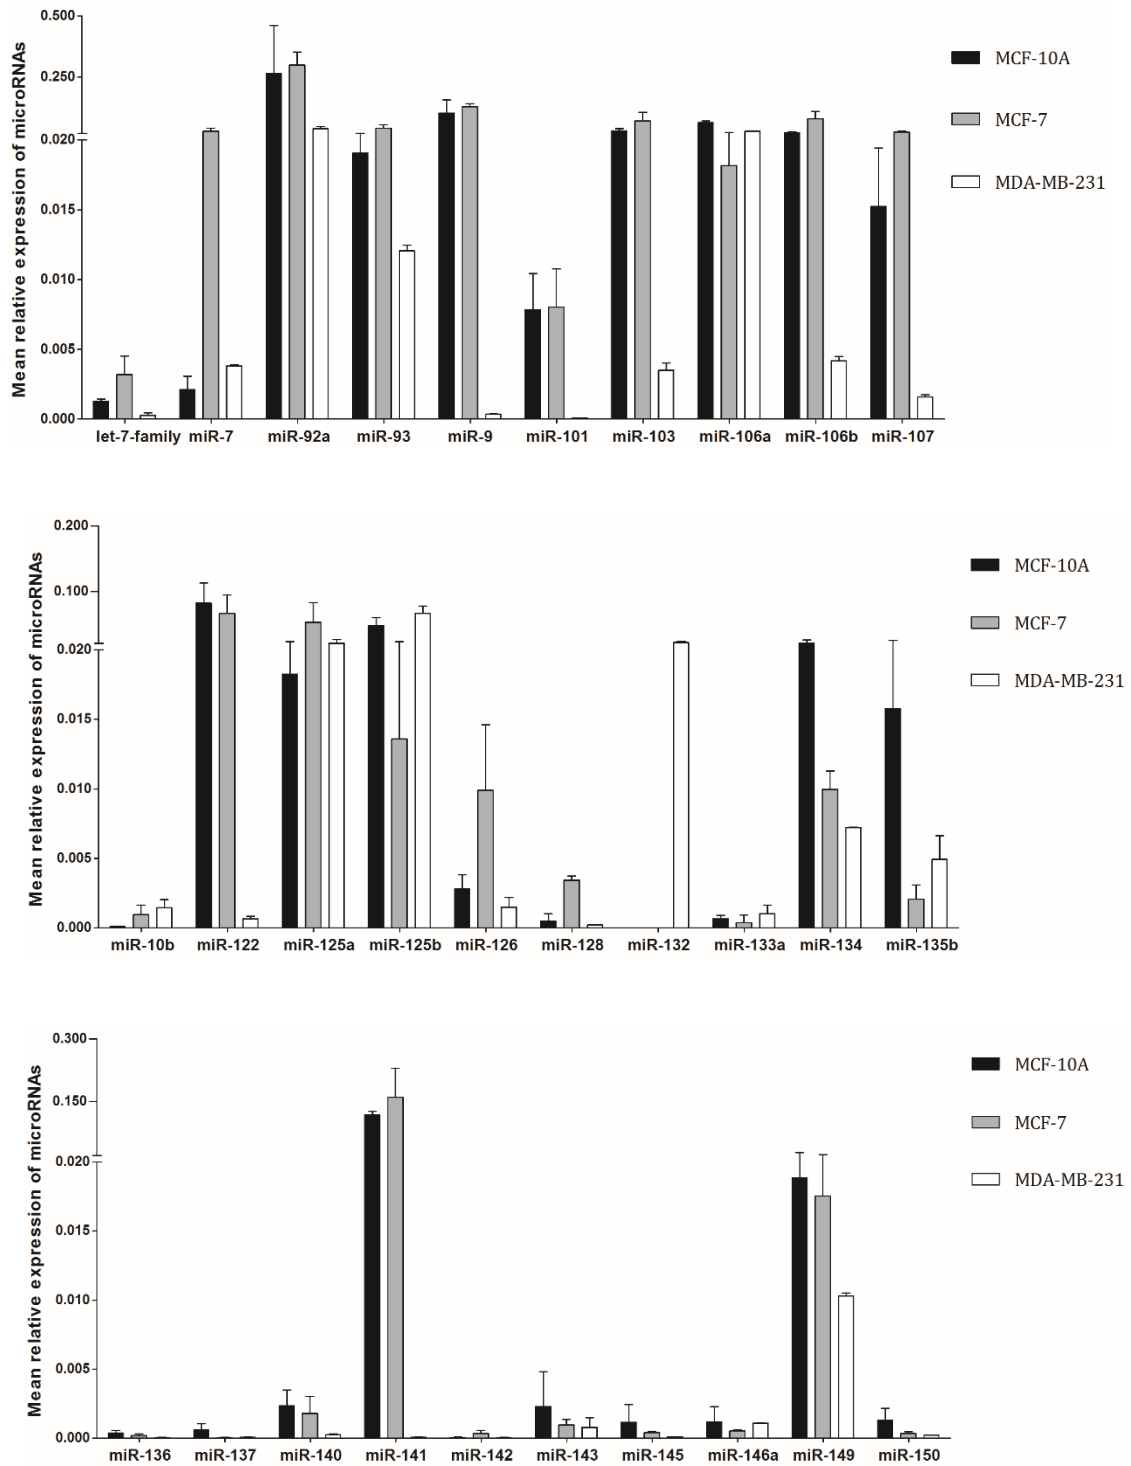 Mean relative expression of microRNAs
0.500
0.250
0.020
0.015
0.010
0.005
0.000
let-7-family miR-7 miR-92a miR-93 miR-9 miR-101 miR-103 miR-106a miR-106b miR-107
MCF-10A
MCF-7
MDA-MB-231
Mean relative expression of microRNAs
0.200
0.100
0.020
0.015
0.010
0.005
0.000
miR-10b miR-122 miR-125a miR-125b miR-126 miR-128 miR-132 miR-133a miR-134 miR-135b
MCF-10A
MCF-7
MDA-MB-231
Mean relative expression of microRNAs
0.300
0.150
0.020
0.015
0.010
0.005
0.000
miR-136 miR-137 miR-140 miR-141 miR-142 miR-143 miR-145 miR-146a miR-149 miR-150
MCF-10A
MCF-7
MDA-MB-231